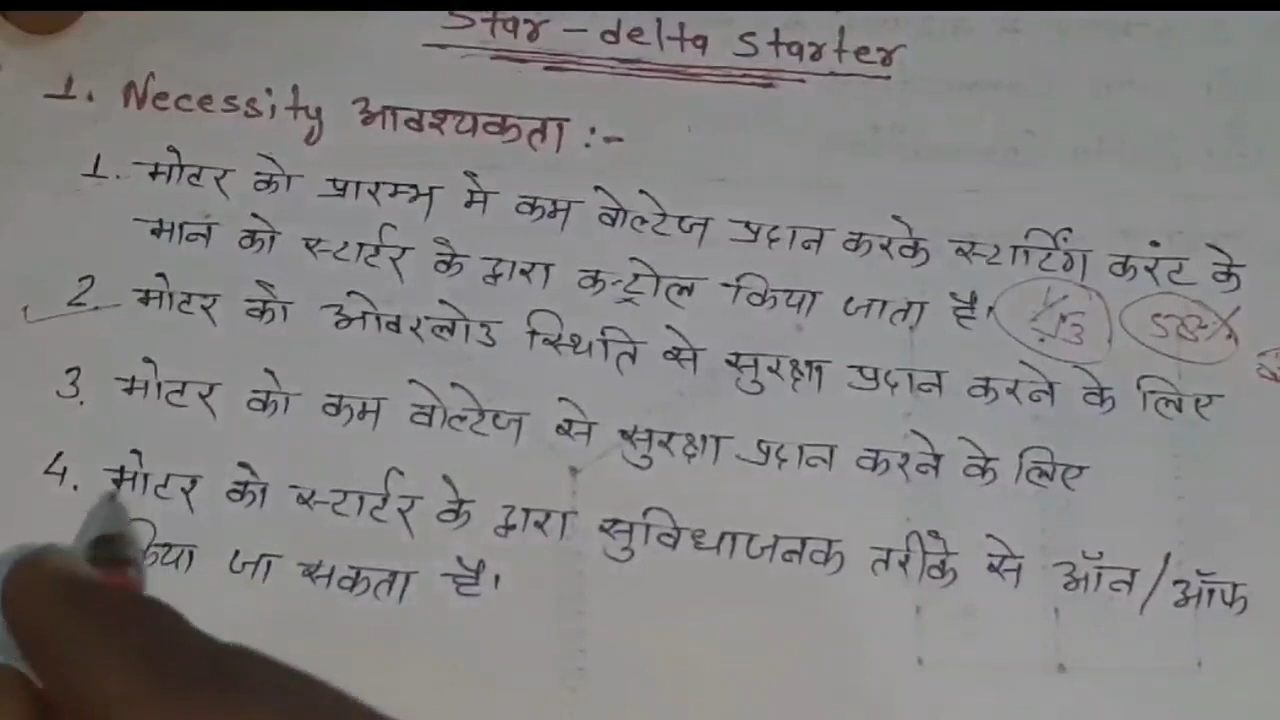 Star-delta Starter
1. Necessity आवश्यकता :-
1. मोटर को प्रारम्भ मे कम वोल्टेज प्रदान करके स्टार्टिंग करंट के
मान को स्टार्टर के द्वारा कन्ट्रोल किया जाता है। 1/√3 58%
2. मोटर को ओवरलोड स्थिति से सुरक्षा प्रदान करने के लिए
3. मोटर को कम वोल्टेज से सुरक्षा प्रदान करने के लिए
4. मोटर को स्टार्टर के द्वारा सुविधाजनक तरीके से ऑन/ऑफ
किया जा सकता है।